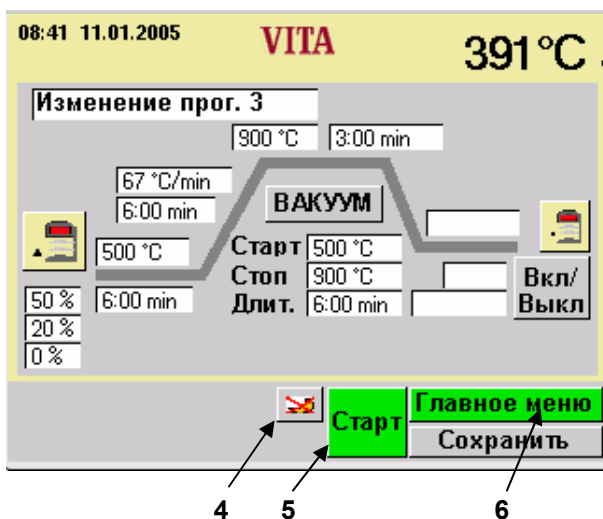 08:41 11.01.2005 VITA 391°C
Изменение прог. 3
900 °C 3:00 min
67 °C/min
6:00 min
ВАКУУМ
500 °C
Старт 500 °C
Стоп 900 °C
Длит. 6:00 min
Вкл/
Выкл
50 % 6:00 min
20 %
0 %
Старт
Главное меню
Сохранить
4 5 6